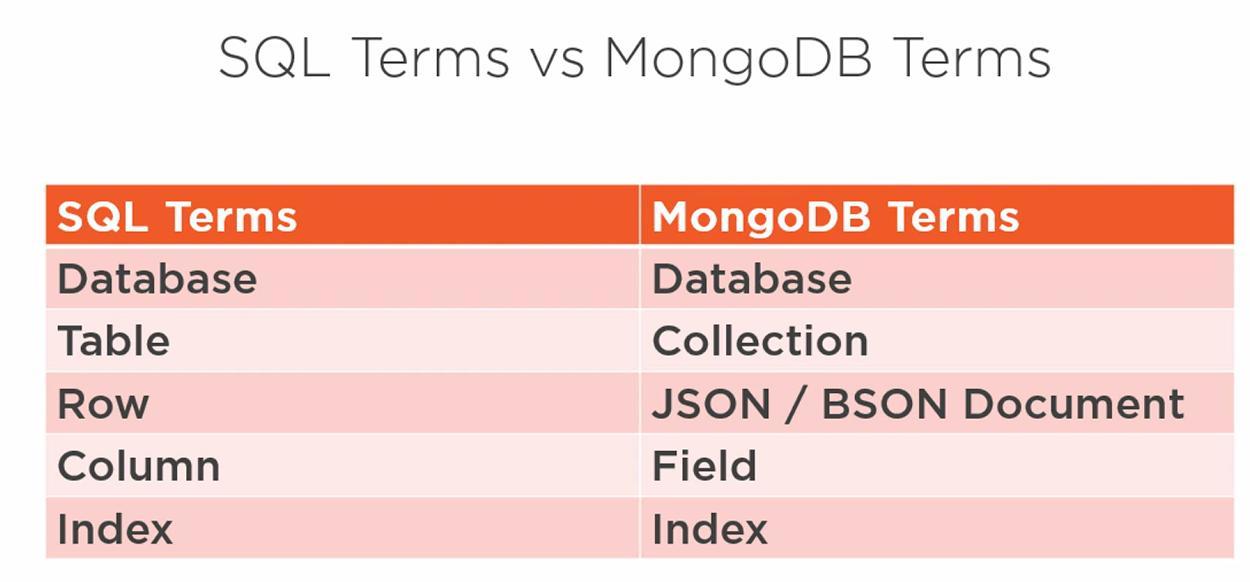 SQL Terms vs MongoDB Terms
SQL Terms MongoDB Terms
Database Database
Table Collection
Row JSON / BSON Document
Column Field
Index Index